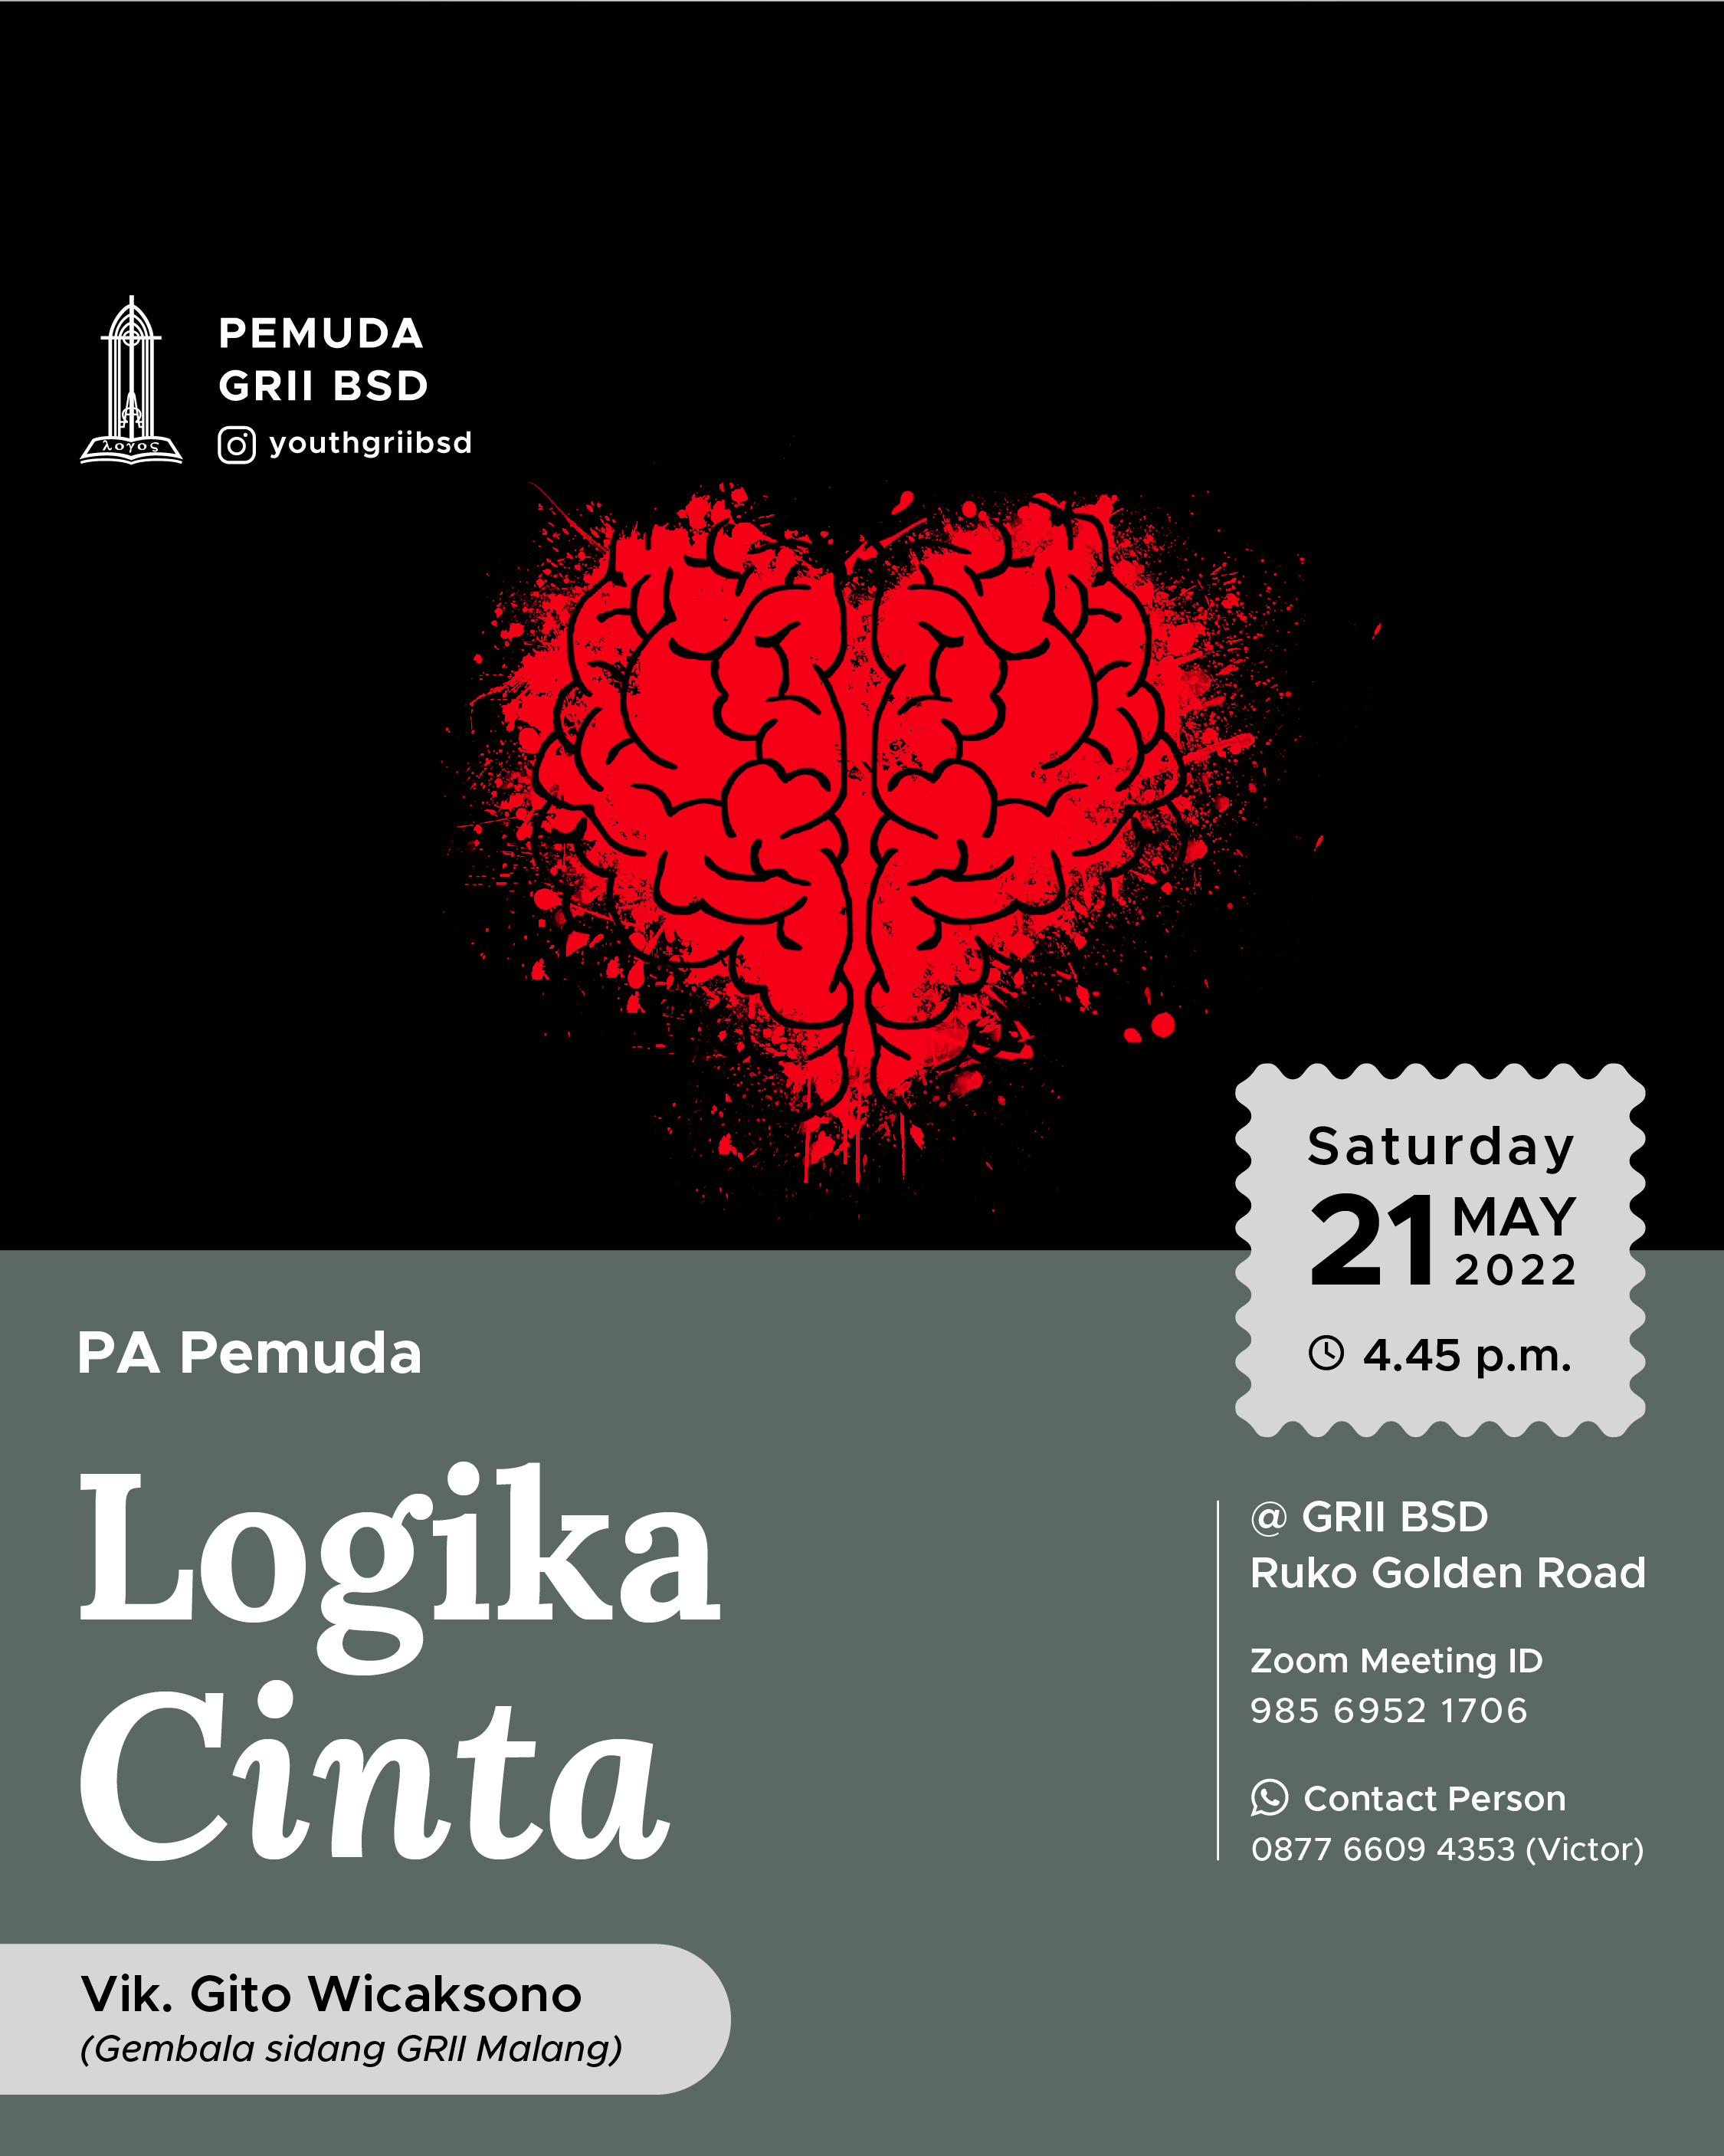 PEMUDA
GRII BSD
youthgriibsd
λογος
Saturday
21 MAY
2022
4.45 p.m.
PA Pemuda
Logika
Cinta
@ GRII BSD
Ruko Golden Road
Zoom Meeting ID
985 6952 1706
Contact Person
0877 6609 4353 (Victor)
Vik. Gito Wicaksono
(Gembala sidang GRII Malang)